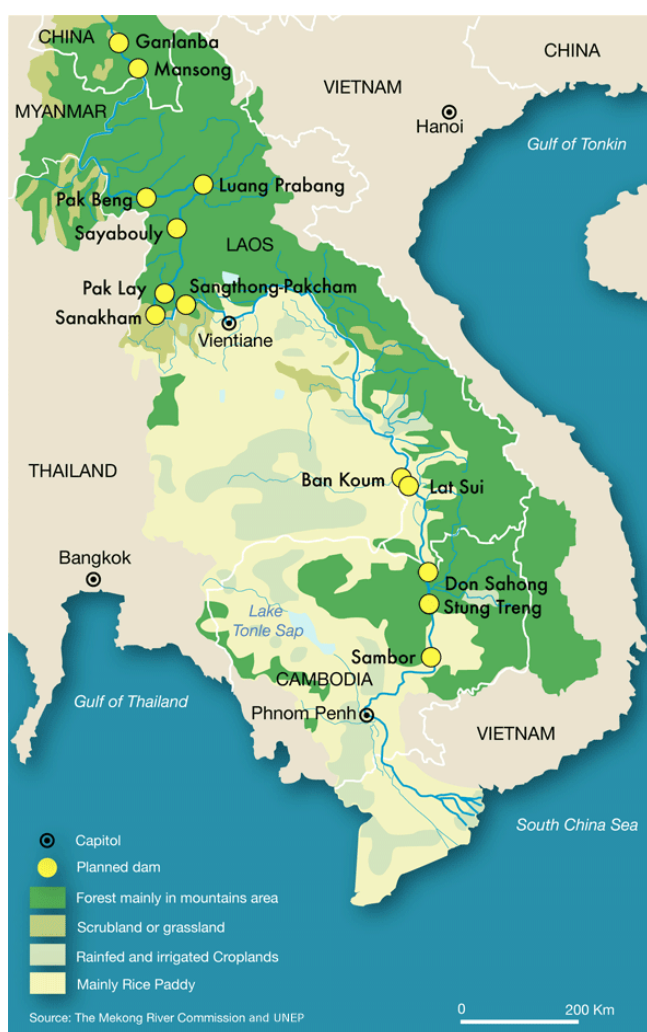 CHINA
Ganlanba
CHINA
Mansong
VIETNAM
MYANMAR
Hanoi
Gulf of Tonkin
Luang Prabang
Pak Beng
Sayabouly
LAOS
Pak Lay
Sangthong-Pakcham
Sanakham
Vientiane
THAILAND
Ban Koum
Lat Sui
Bangkok
Don Sahong
Lake
Tonle Sap
Stung Treng
Sambor
CAMBODIA
Gulf of Thailand
Phnom Penh
VIETNAM
South China Sea
Capitol
Planned dam
Forest mainly in mountains area
Scrubland or grassland
Rainfed and irrigated Croplands
Mainly Rice Paddy
Source: The Mekong River Commission and UNEP
0 200 Km